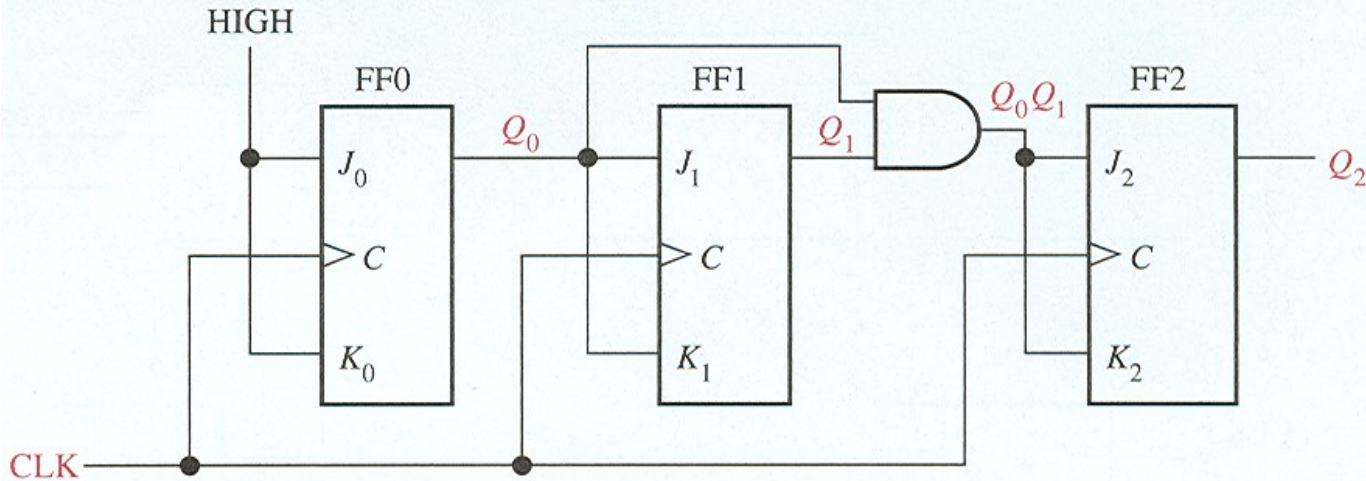 HIGH
FF0
FF1
FF2
Q₀
Q₁
Q₀Q₁
J₀
J₁
J₂
Q₂
C
C
C
K₀
K₁
K₂
CLK